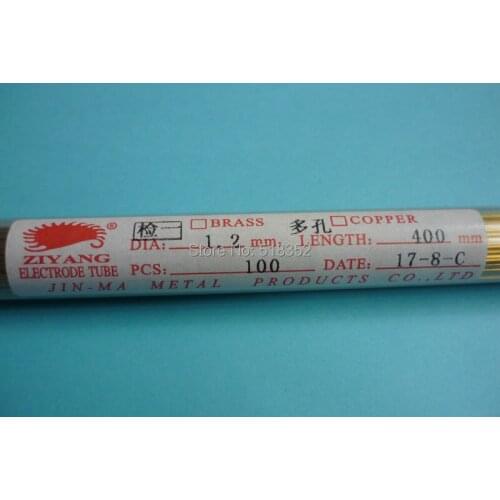 检一 BRASS 多孔 COPPER
ZIYANG ®
DIA: 1.2 mm. LENGTH: 400 mm
ELECTRODE TUBE
PCS: 100 DATE: 17-8-C
JIN-MA METAL PRODUCTS CO.,LTD
Store No: 518352